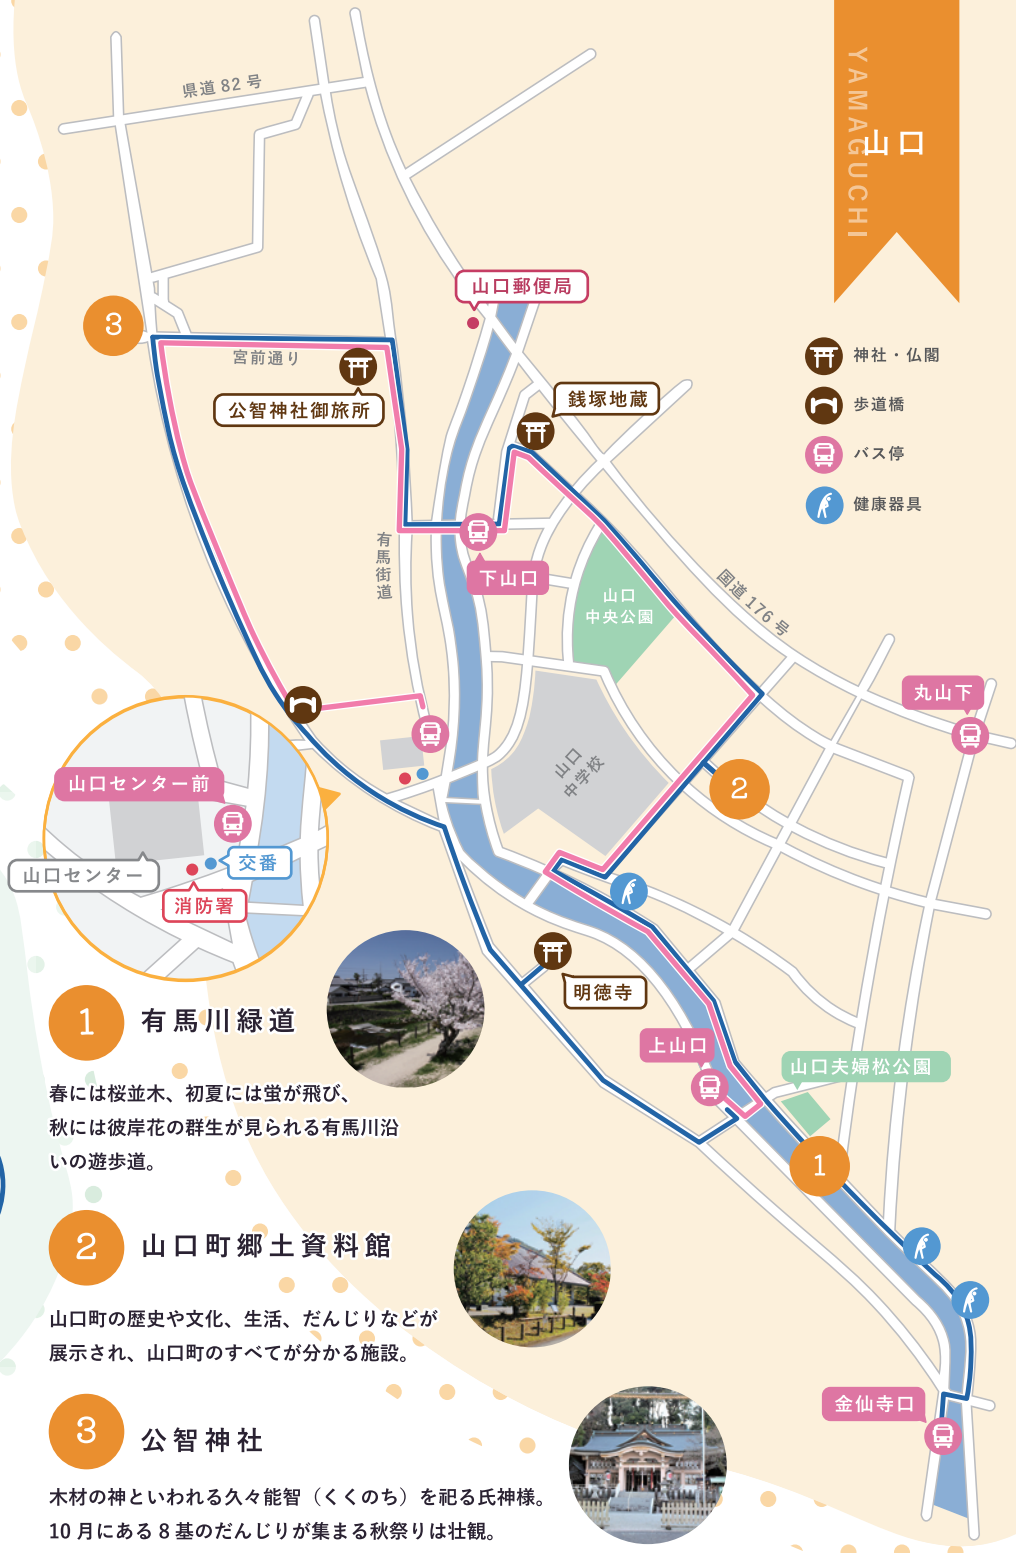 YAMAGUCHI
山口
県道82号
3
宮前通り
公智神社御旅所
山口郵便局
銭塚地蔵
神社・仏閣
歩道橋
バス停
健康器具
有馬街道
下山口
山口
中央公園
国道176号
丸山下
山口
中学校
2
山口センター前
交番
山口センター
消防署
明徳寺
上山口
山口夫婦松公園
1
金仙寺口
1 有馬川緑道
春には桜並木、初夏には蛍が飛び、
秋には彼岸花の群生が見られる有馬川沿
いの遊歩道。
2 山口町郷土資料館
山口町の歴史や文化、生活、だんじりなどが
展示され、山口町のすべてが分かる施設。
3 公智神社
木材の神といわれる久々能智（くくのち）を祀る氏神様。
10月にある8基のだんじりが集まる秋祭りは壮観。